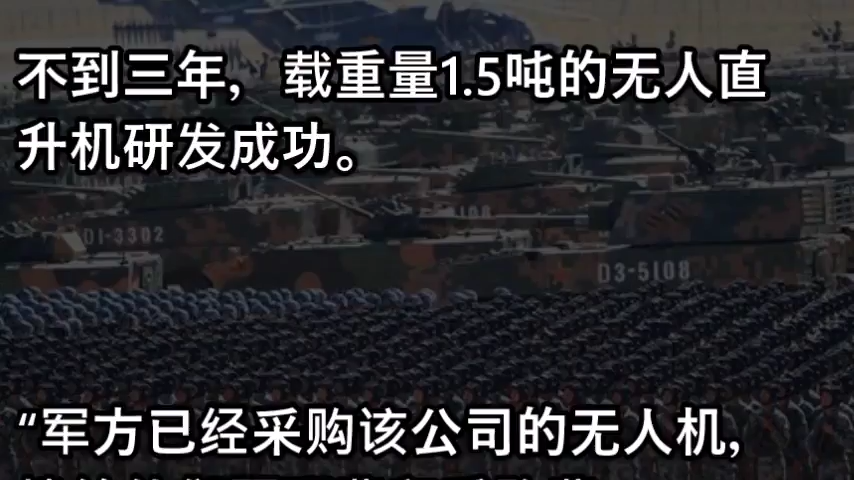 不到三年，载重量1.5吨的无人直
升机研发成功。
DI-3302
D3-5108
“军方已经采购该公司的无人机，